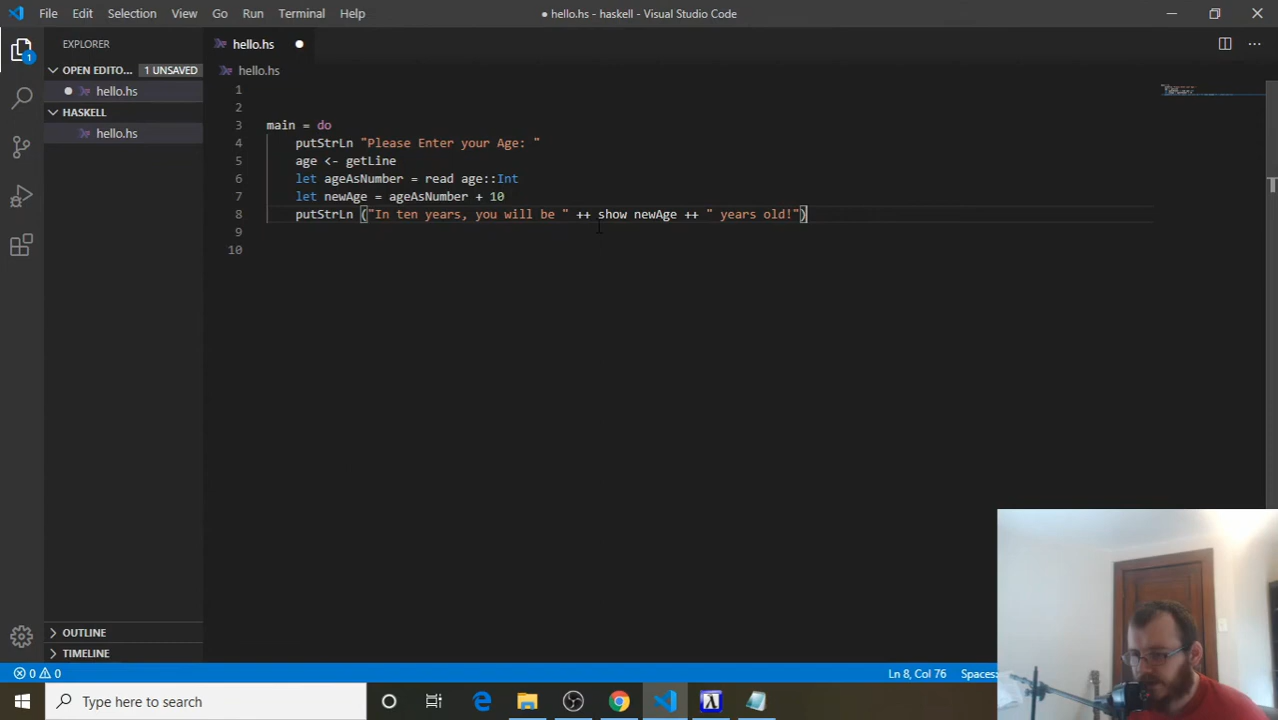 File Edit Selection View Go Run Terminal Help
hello.hs - haskell - Visual Studio Code
EXPLORER
hello.hs
OPEN EDITO... 1 UNSAVED
hello.hs
hello.hs
HASKELL
hello.hs
1
2
3 main = do
4 putStrLn "Please Enter your Age: "
5 age <- getLine
6 let ageAsNumber = read age::Int
7 let newAge = ageAsNumber + 10
8 putStrLn ("In ten years, you will be " ++ show newAge ++ " years old!")
9
10
OUTLINE
TIMELINE
0 0
Ln 8, Col 76 Spaces:
Type here to search